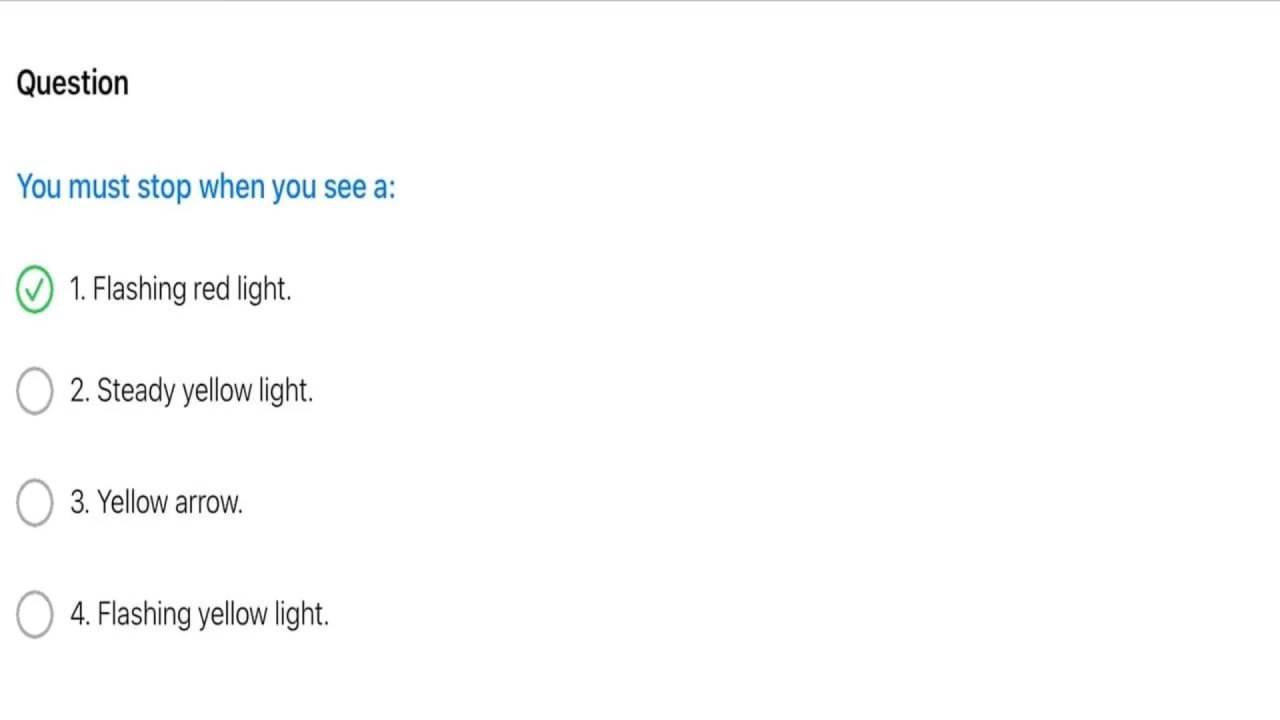 Question
You must stop when you see a:
1. Flashing red light.
2. Steady yellow light.
3. Yellow arrow.
4. Flashing yellow light.